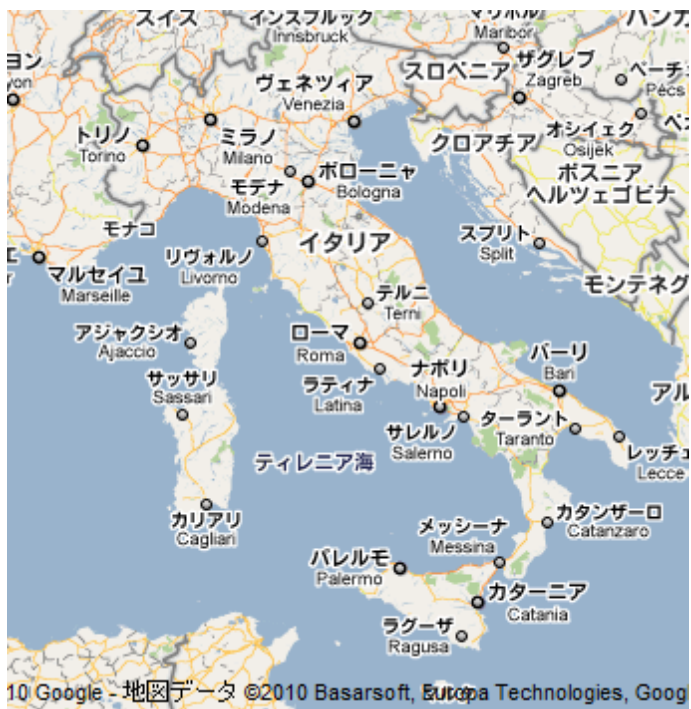 スイス
インスブルック
Innsbruck
マリボル
Maribor
ハンガ
ヨン
yon
ヴェネツィア
Venezia
スロベニア
ザグレブ
Zagreb
ペーチ
Pécs
トリノ
Torino
ミラノ
Milano
クロアチア
オシイェク
Osijek
モデナ
Modena
ボローニャ
Bologna
ボスニア
ヘルツェゴビナ
モナコ
マルセイユ
Marseille
リヴォルノ
Livorno
イタリア
スプリト
Split
モンテネグ
テルニ
Terni
アジャクシオ
Ajaccio
ローマ
Roma
ラティナ
Latina
ナポリ
Napoli
バーリ
Bari
アル
サッサリ
Sassari
サレルノ
Salerno
ターラント
Taranto
レッチェ
Lecce
ティレニア海
カリアリ
Cagliari
カタンザーロ
Catanzaro
メッシーナ
Messina
パレルモ
Palermo
カターニア
Catania
ラグーザ
Ragusa
10 Google - 地図データ ©2010 Basarsoft, Europa Technologies, Googl